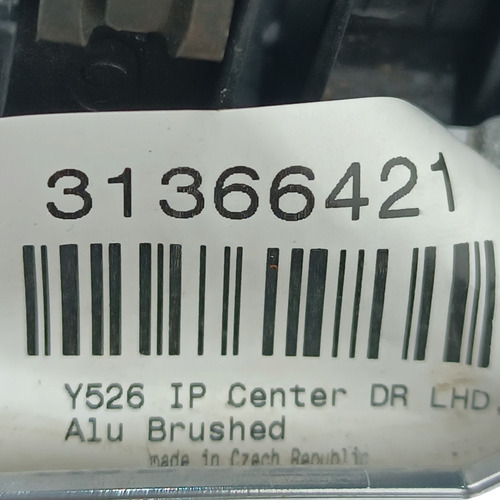 31366421
Y526 IP Center DR LHD.
Alu Brushed
made in Czech Republic